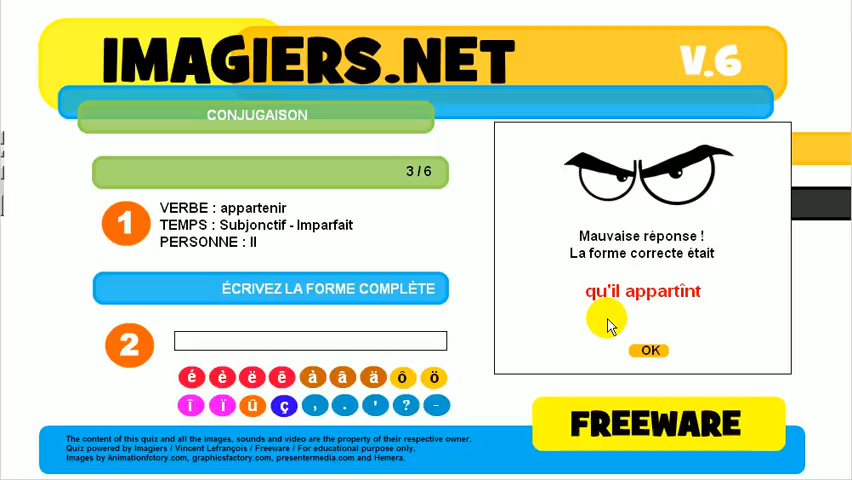 IMAGIERS.NET
V.6
CONJUGAISON
3 / 6
1
VERBE : appartenir
TEMPS : Subjonctif - Imparfait
PERSONNE : Il
ÉCRIVEZ LA FORME COMPLÈTE
2
é è ë ê à â ä ô ö
î ï û ç , . ' ? -
Mauvaise réponse !
La forme correcte était
qu'il appartînt
OK
FREEWARE
The content of this quiz and all the images, sounds and video are the property of their respective owner.
Quiz powered by Imagiers / Vincent Lefrançois / Freeware / For educational purpose only.
Images by Animationfctory.com, graphicsfactory.com, presentermedia.com and Hemera.